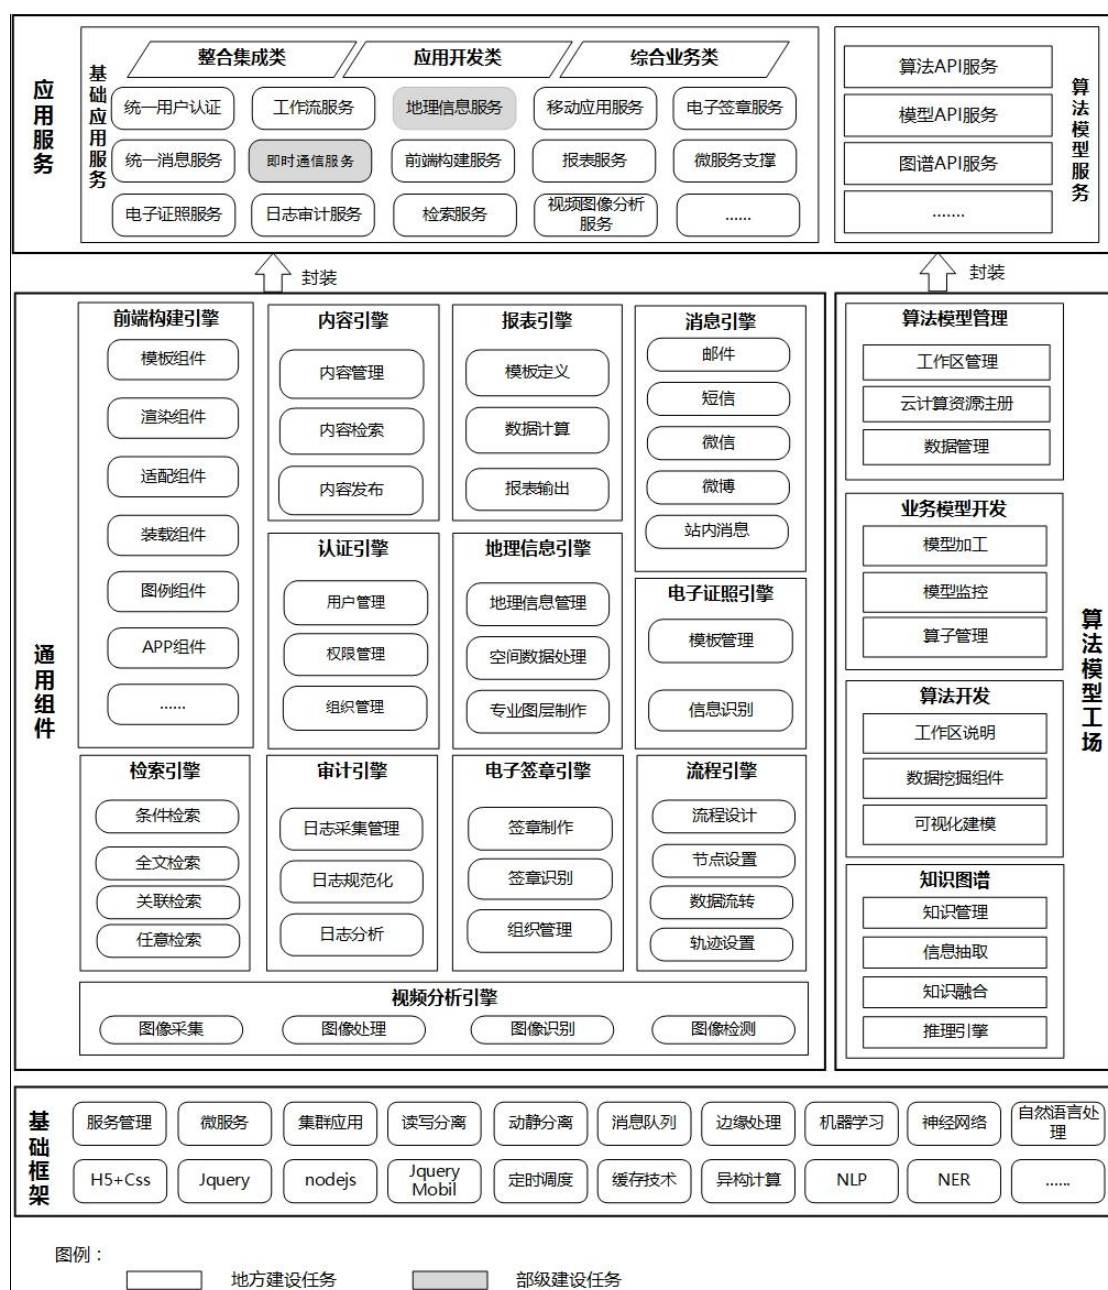 应用服务
基础应用服务
整合集成类
应用开发类
综合业务类
统一用户认证
工作流服务
地理信息服务
移动应用服务
电子签章服务
统一消息服务
即时通信服务
前端构建服务
报表服务
微服务支撑
电子证照服务
日志审计服务
检索服务
视频图像分析
服务
......
算法API服务
模型API服务
图谱API服务
.......
算法模型服务
封装
封装
通用组件
前端构建引擎
模板组件
渲染组件
适配组件
装载组件
图例组件
APP组件
......
内容引擎
内容管理
内容检索
内容发布
报表引擎
模板定义
数据计算
报表输出
消息引擎
邮件
短信
微信
微博
站内消息
认证引擎
用户管理
权限管理
组织管理
地理信息引擎
地理信息管理
空间数据处理
专业图层制作
电子证照引擎
模板管理
信息识别
检索引擎
条件检索
全文检索
关联检索
任意检索
审计引擎
日志采集管理
日志规范化
日志分析
电子签章引擎
签章制作
签章识别
组织管理
流程引擎
流程设计
节点设置
数据流转
轨迹设置
视频分析引擎
图像采集
图像处理
图像识别
图像检测
算法模型管理
工作区管理
云计算资源注册
数据管理
业务模型开发
模型加工
模型监控
算子管理
算法开发
工作区说明
数据挖掘组件
可视化建模
知识图谱
知识管理
信息抽取
知识融合
推理引擎
算法模型工场
基础框架
服务管理
微服务
集群应用
读写分离
动静分离
消息队列
边缘处理
机器学习
神经网络
自然语言处
理
H5+Css
Jquery
nodejs
Jquery
Mobil
定时调度
缓存技术
异构计算
NLP
NER
......
图例：
地方建设任务
部级建设任务